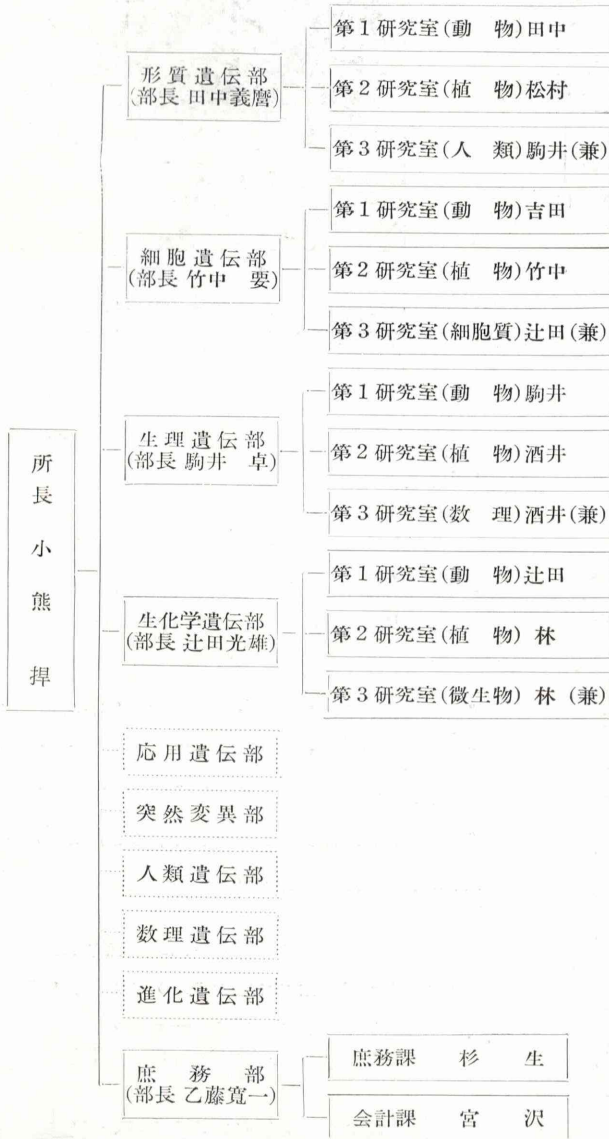 所長 小熊 捍
形質遺伝部
(部長 田中義麿)
第1研究室(動　物)田中
第2研究室(植　物)松村
第3研究室(人　類)駒井(兼)
細胞遺伝部
(部長 竹中　要)
第1研究室(動　物)吉田
第2研究室(植　物)竹中
第3研究室(細胞質)辻田(兼)
生理遺伝部
(部長 駒井　卓)
第1研究室(動　物)駒井
第2研究室(植　物)酒井
第3研究室(数　理)酒井(兼)
生化学遺伝部
(部長 辻田光雄)
第1研究室(動　物)辻田
第2研究室(植　物) 林
第3研究室(微生物) 林 (兼)
応用遺伝部
突然変異部
人類遺伝部
数理遺伝部
進化遺伝部
庶　務　部
(部長 乙藤寛一)
庶務課　杉　生
会計課　宮　沢